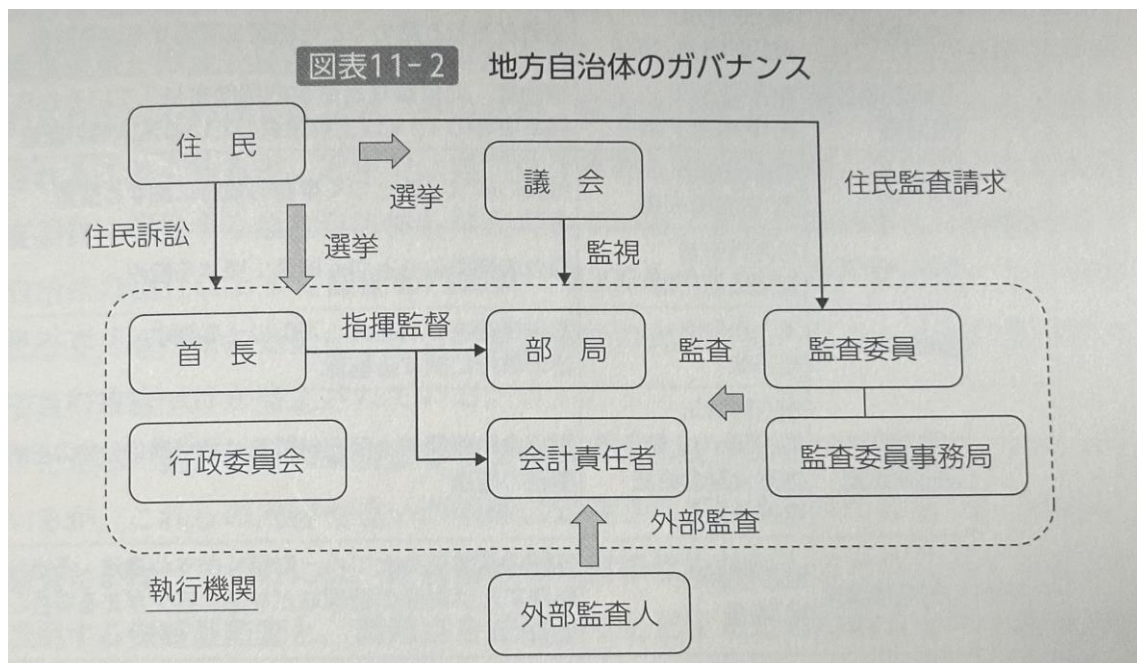 図表11-2 地方自治体のガバナンス
住 民
選挙
議 会
住民監査請求
住民訴訟
選挙
監視
首 長
指揮監督
部 局
監査
監査委員
行政委員会
会計責任者
監査委員事務局
外部監査
執行機関
外部監査人